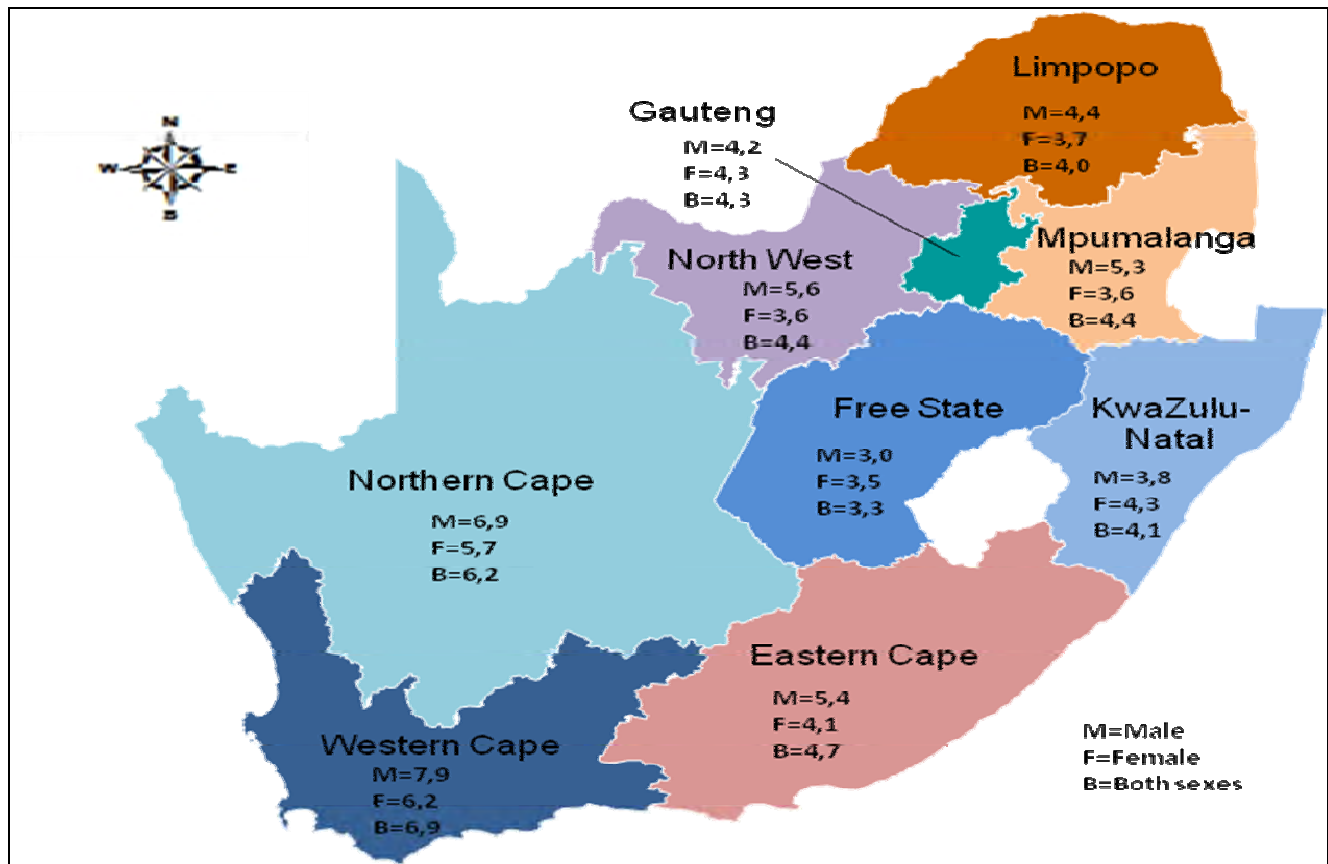 Limpopo
M=4,4
F=3,7
B=4,0
Gauteng
M=4,2
F=4,3
B=4,3
N
W
E
S
Mpumalanga
M=5,3
F=3,6
B=4,4
North West
M=5,6
F=3,6
B=4,4
Free State
M=3,0
F=3,5
B=3,3
KwaZulu-
Natal
M=3,8
F=4,3
B=4,1
Northern Cape
M=6,9
F=5,7
B=6,2
Eastern Cape
M=5,4
F=4,1
B=4,7
Western Cape
M=7,9
F=6,2
B=6,9
M=Male
F=Female
B=Both sexes